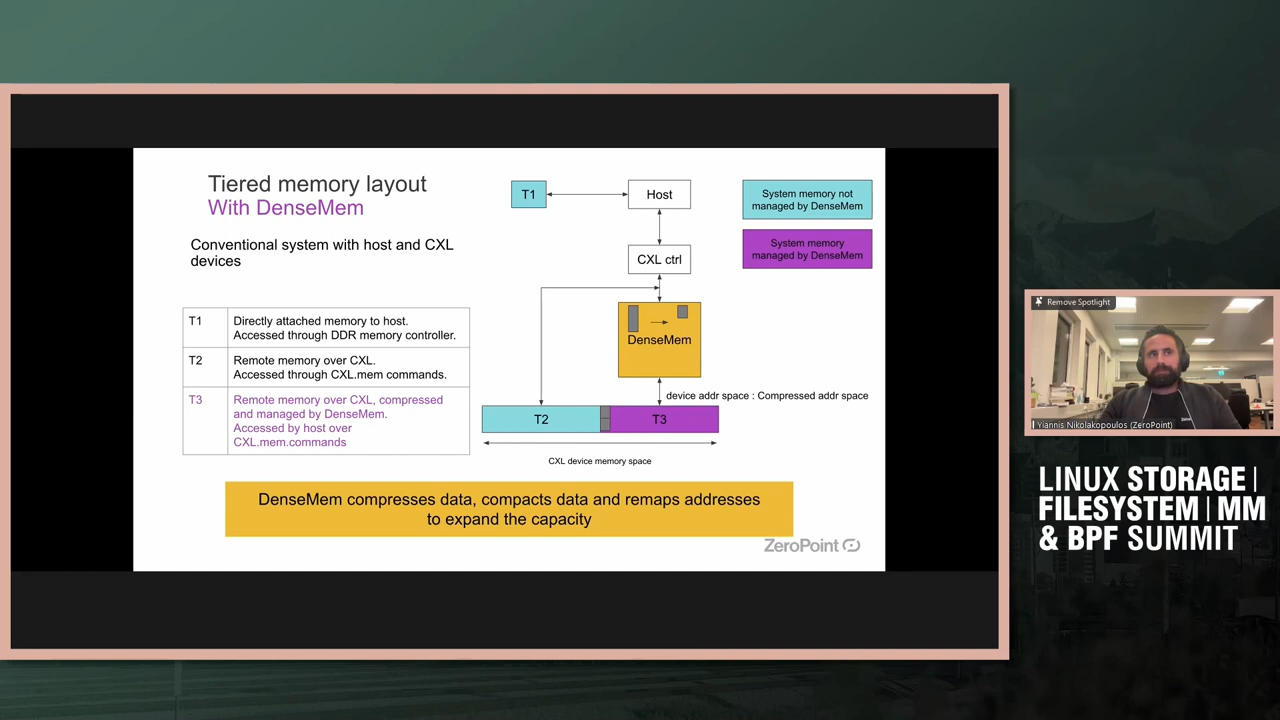 Tiered memory layout
With DenseMem
Conventional system with host and CXL
devices
T1
Directly attached memory to host.
Accessed through DDR memory controller.
T2
Remote memory over CXL.
Accessed through CXL.mem commands.
T3
Remote memory over CXL, compressed
and managed by DenseMem.
Accessed by host over
CXL.mem.commands
T1
Host
CXL ctrl
DenseMem
System memory not
managed by DenseMem
System memory
managed by DenseMem
device addr space : Compressed addr space
T2
T3
CXL device memory space
DenseMem compresses data, compacts data and remaps addresses
to expand the capacity
ZeroPoint
Remove Spotlight
Yiannis Nikolakopoulos (ZeroPoint)
LINUX STORAGE |
FILESYSTEM | MM
& BPF SUMMIT